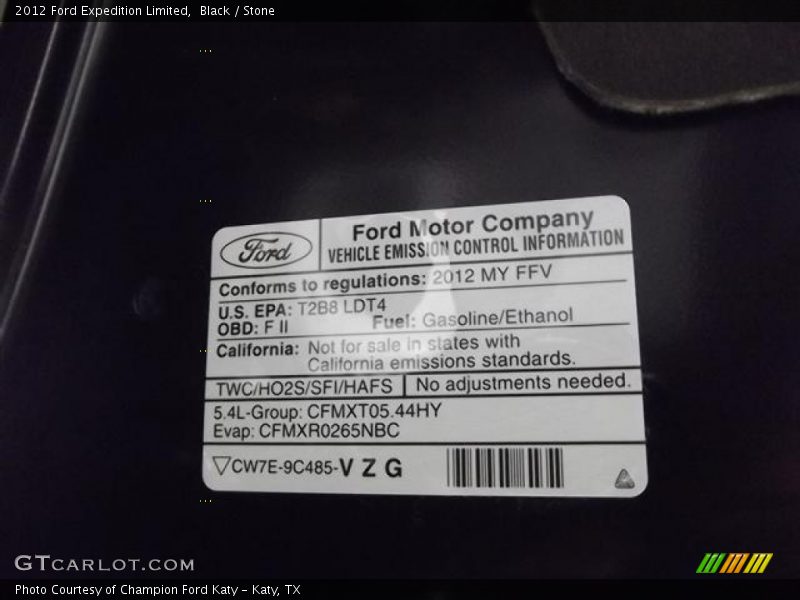 2012 Ford Expedition Limited, Black / Stone
Ford
Ford Motor Company
VEHICLE EMISSION CONTROL INFORMATION
Conforms to regulations: 2012 MY FFV
U.S. EPA: T2B8 LDT4
OBD: F II Fuel: Gasoline/Ethanol
California: Not for sale in states with
California emissions standards.
TWC/HO2S/SFI/HAFS No adjustments needed.
5.4L-Group: CFMXT05.44HY
Evap: CFMXR0265NBC
CW7E-9C485-V Z G
GTCARLOT.COM
Photo Courtesy of Champion Ford Katy – Katy, TX